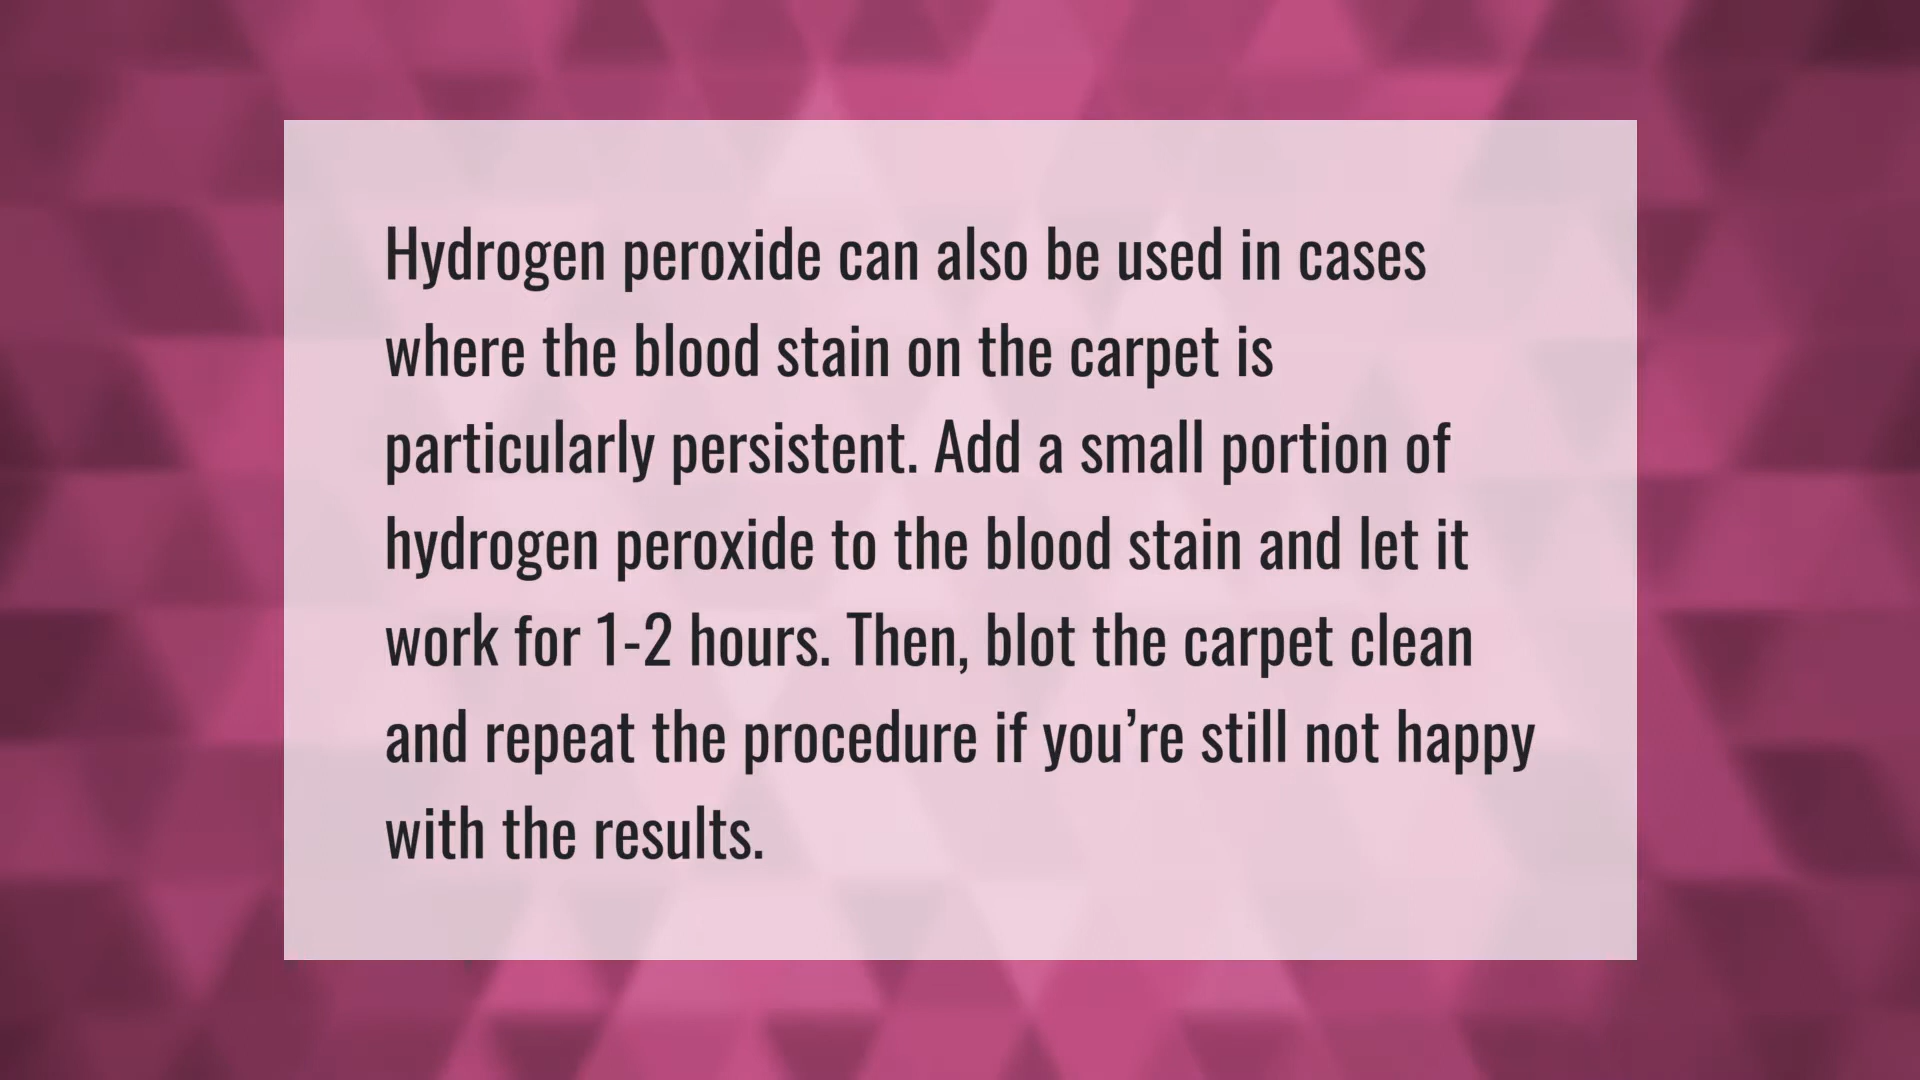 Hydrogen peroxide can also be used in cases
where the blood stain on the carpet is
particularly persistent. Add a small portion of
hydrogen peroxide to the blood stain and let it
work for 1-2 hours. Then, blot the carpet clean
and repeat the procedure if you’re still not happy
with the results.